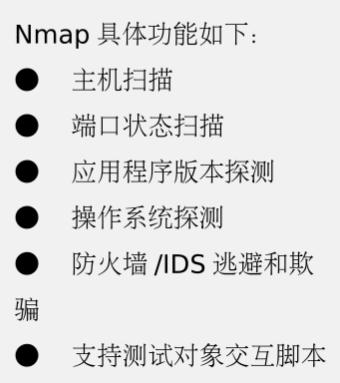 Nmap 具体功能如下：
● 主机扫描
● 端口状态扫描
● 应用程序版本探测
● 操作系统探测
● 防火墙 /IDS 逃避和欺
骗
● 支持测试对象交互脚本